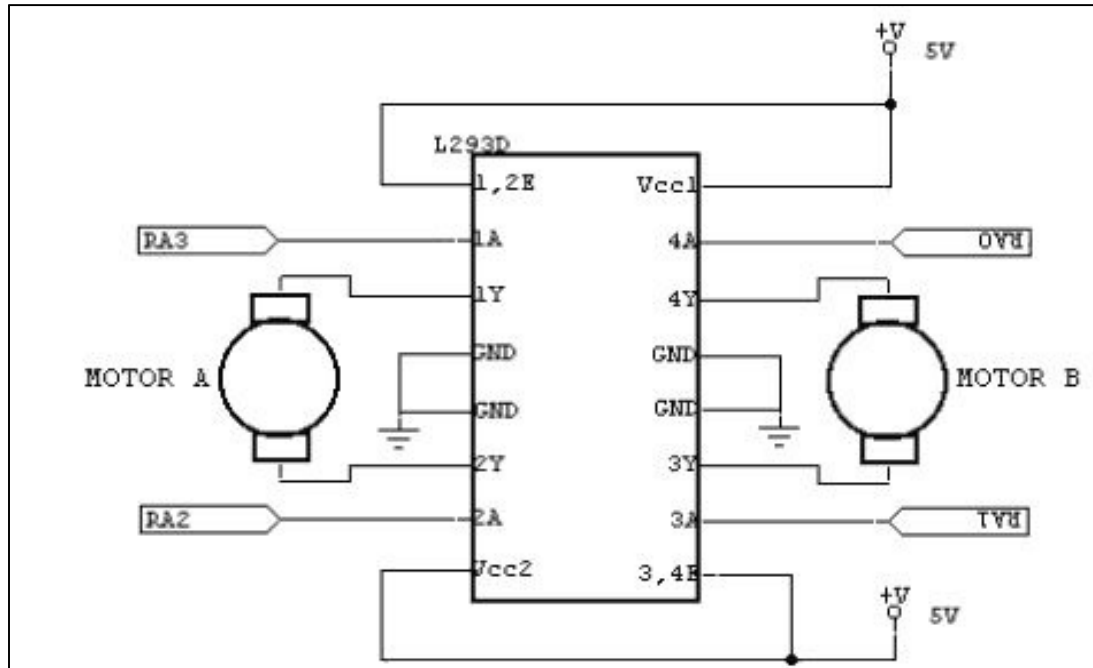 +V
5V
L293D
1,2E
Vcc1
RA3
1A
4A
RA0
1Y
4Y
GND
GND
MOTOR A
MOTOR B
GND
GND
2Y
3Y
RA2
2A
3A
RA1
Vcc2
3,4E
+V
5V